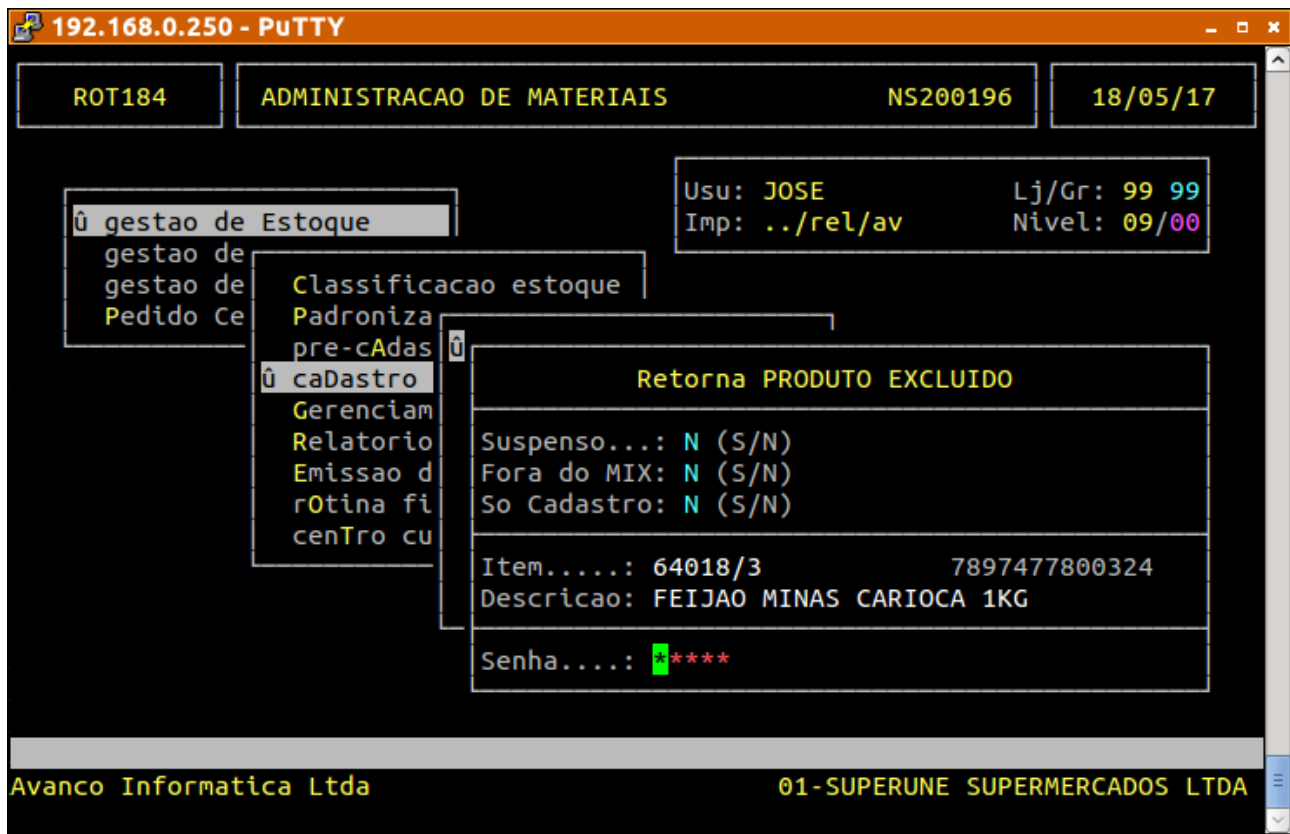 192.168.0.250 - PuTTY
ROT184 ADMINISTRACAO DE MATERIAIS NS200196 18/05/17
Usu: JOSE Lj/Gr: 99 99
û gestao de Estoque Imp: ../rel/av Nivel: 09/00
gestao de
gestao de Classificacao estoque
Pedido Ce Padroniza
pre-cAdas û
û caDastro Retorna PRODUTO EXCLUIDO
Gerenciam
Relatorio Suspenso...: N (S/N)
Emissao d Fora do MIX: N (S/N)
rOtina fi So Cadastro: N (S/N)
cenTro cu
Item.....: 64018/3 7897477800324
Descricao: FEIJAO MINAS CARIOCA 1KG
Senha....: *****
Avanco Informatica Ltda 01-SUPERUNE SUPERMERCADOS LTDA